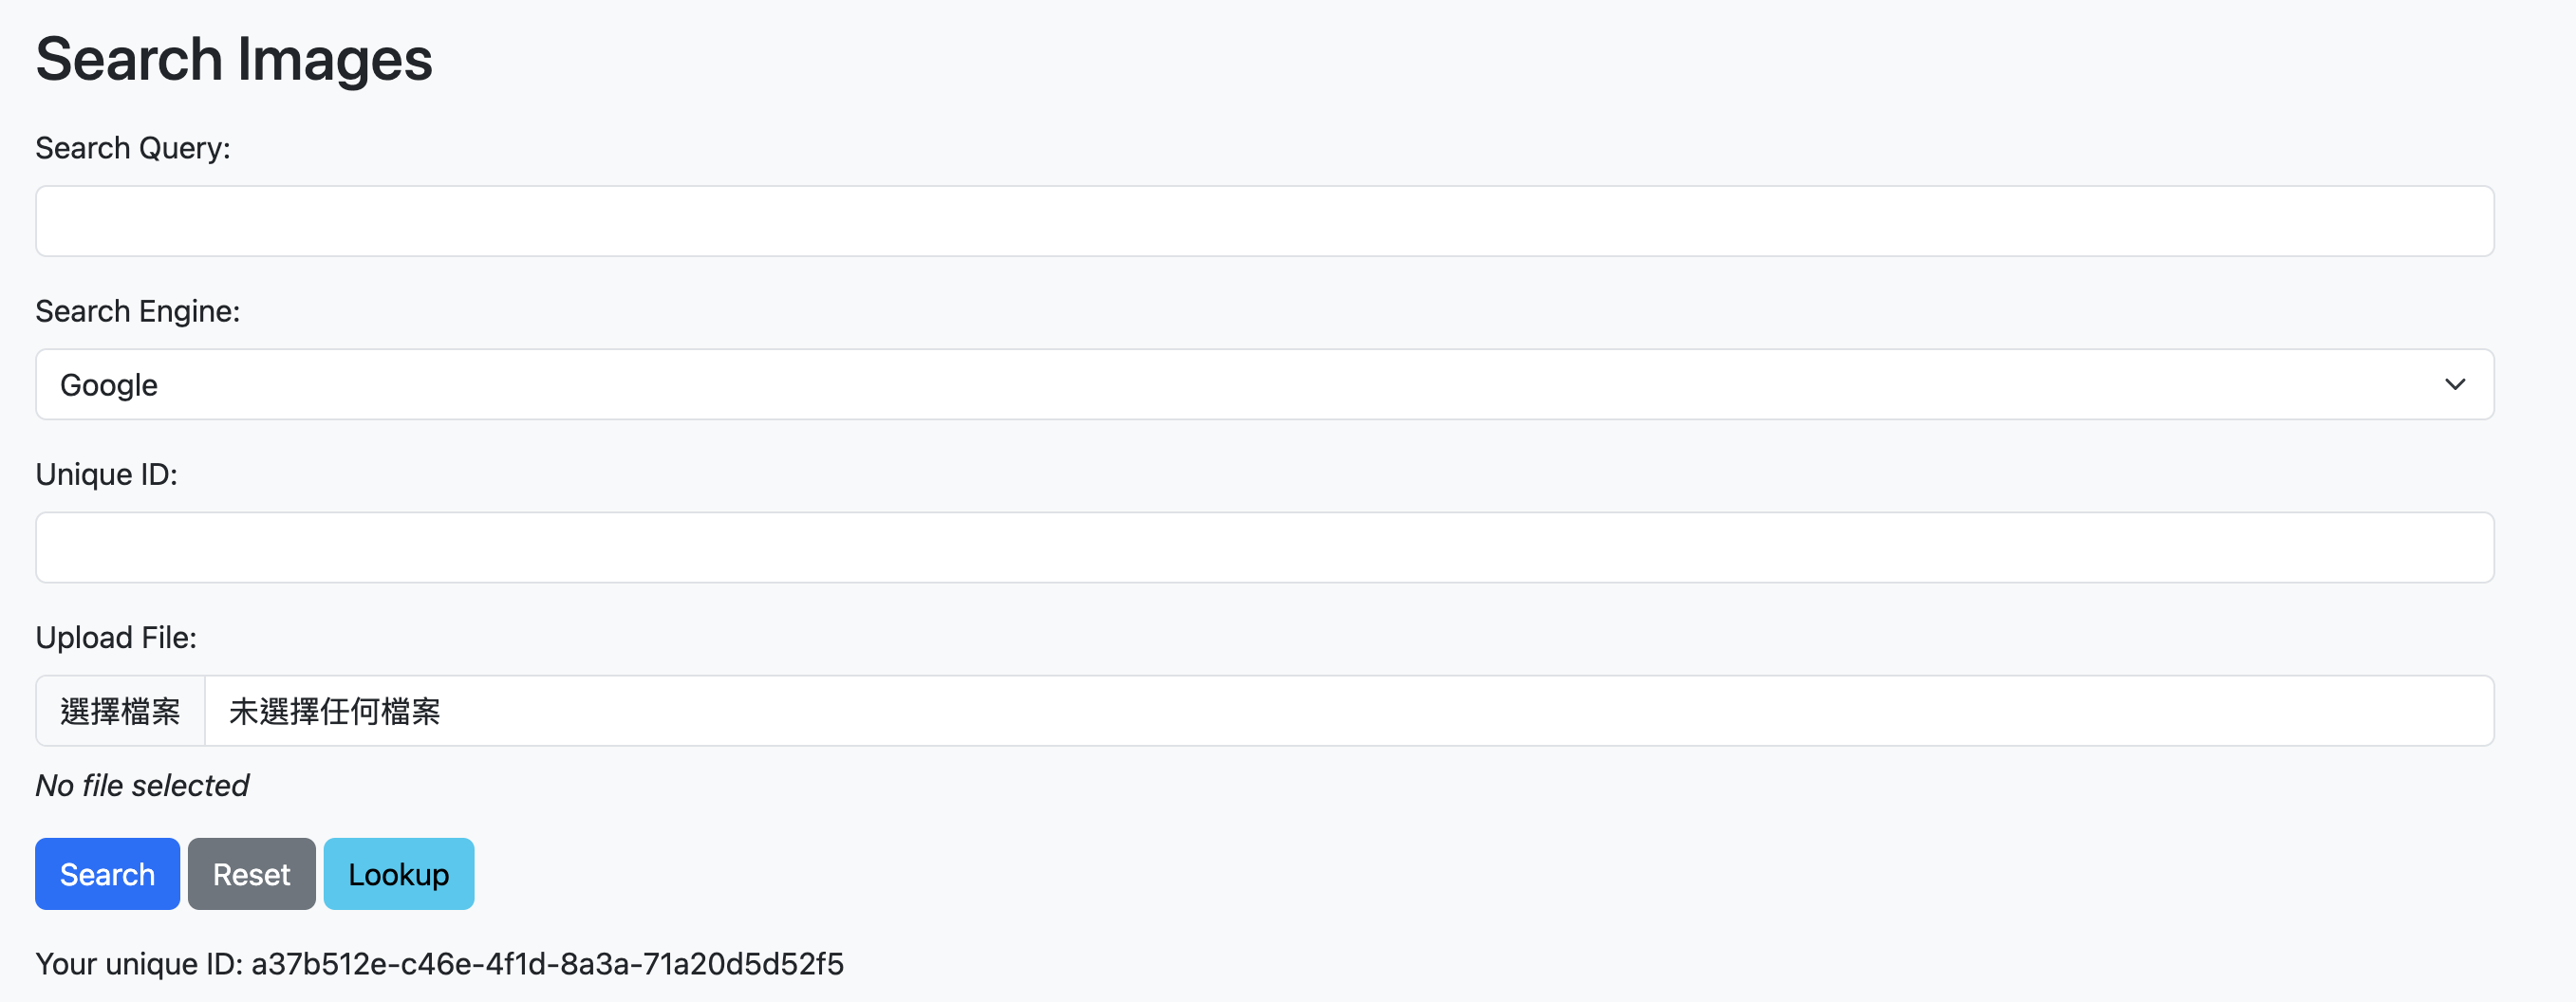 Search Images
Search Query:
Search Engine:
Google
Unique ID:
Upload File:
選擇檔案 未選擇任何檔案
No file selected
Search Reset Lookup
Your unique ID: a37b512e-c46e-4f1d-8a3a-71a20d5d52f5